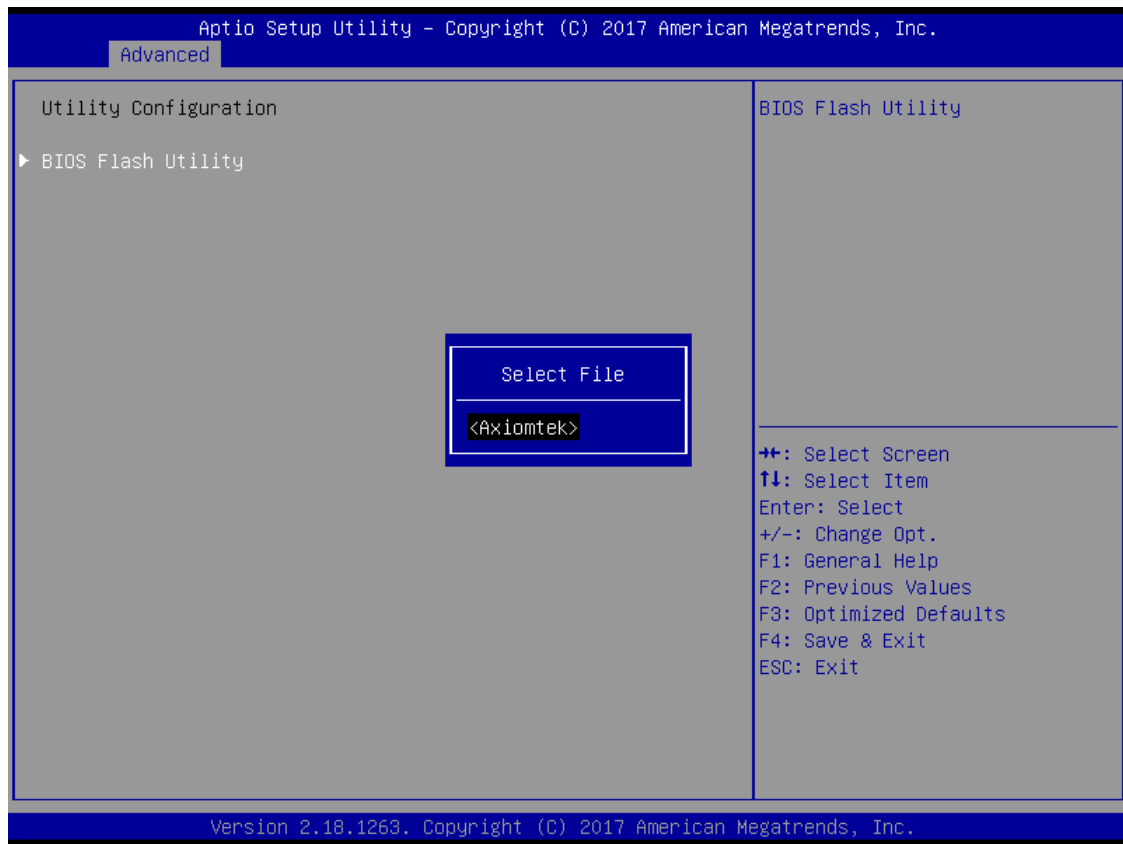 Aptio Setup Utility – Copyright (C) 2017 American Megatrends, Inc.
Advanced
Utility Configuration
▶ BIOS Flash Utility
Select File
<Axiomtek>
BIOS Flash Utility
→←: Select Screen
↑↓: Select Item
Enter: Select
+/-: Change Opt.
F1: General Help
F2: Previous Values
F3: Optimized Defaults
F4: Save & Exit
ESC: Exit
Version 2.18.1263. Copyright (C) 2017 American Megatrends, Inc.